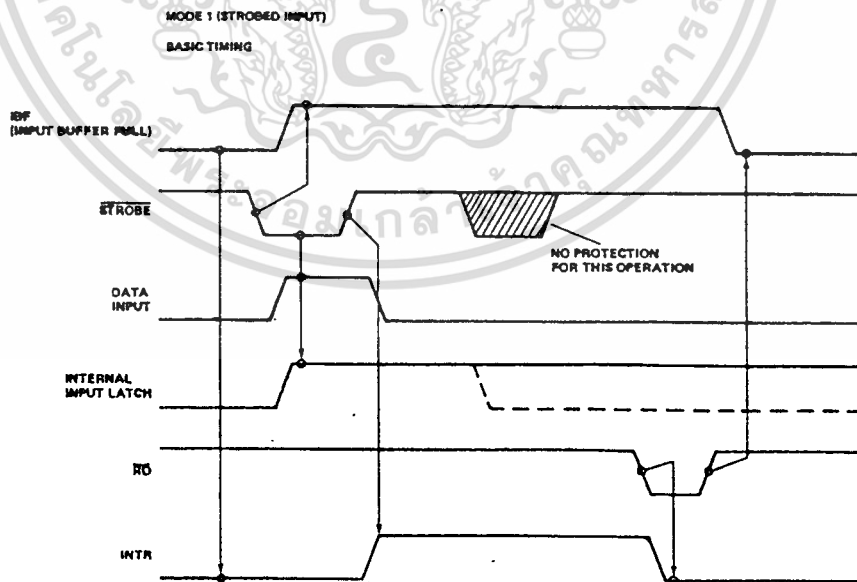 MODE 1 (STROBED INPUT)
BASIC TIMING
IBF
(INPUT BUFFER FULL)
STROBE
NO PROTECTION
FOR THIS OPERATION
DATA
INPUT
INTERNAL
INPUT LATCH
RD
INTR